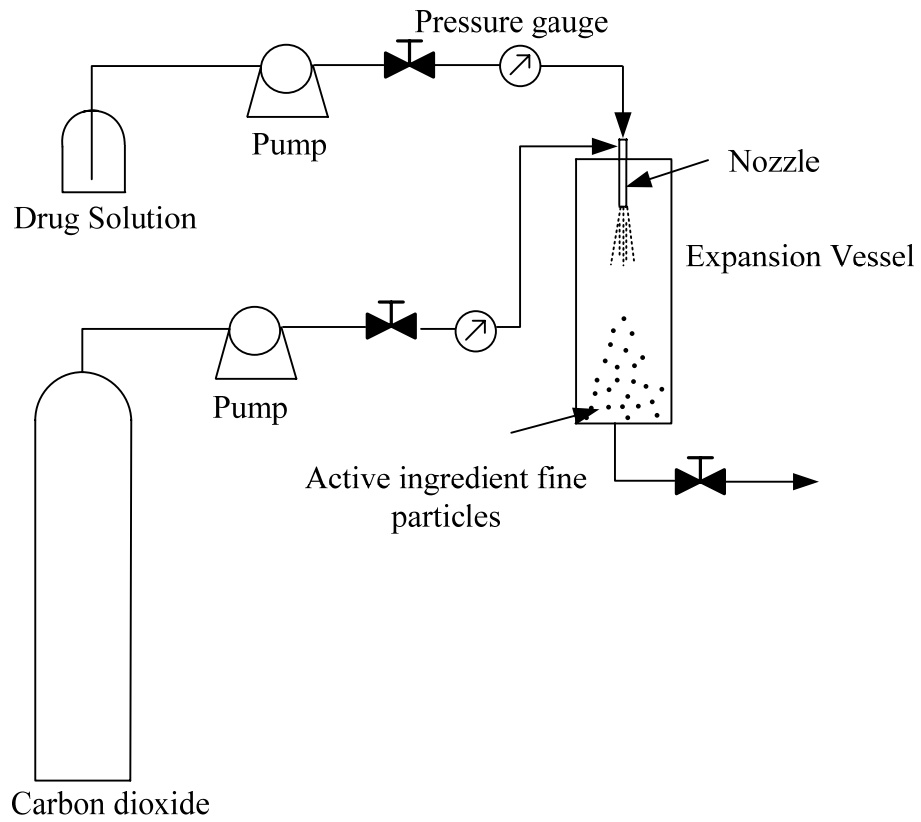 Pressure gauge
Pump
Nozzle
Drug Solution
Expansion Vessel
Pump
Active ingredient fine
particles
Carbon dioxide